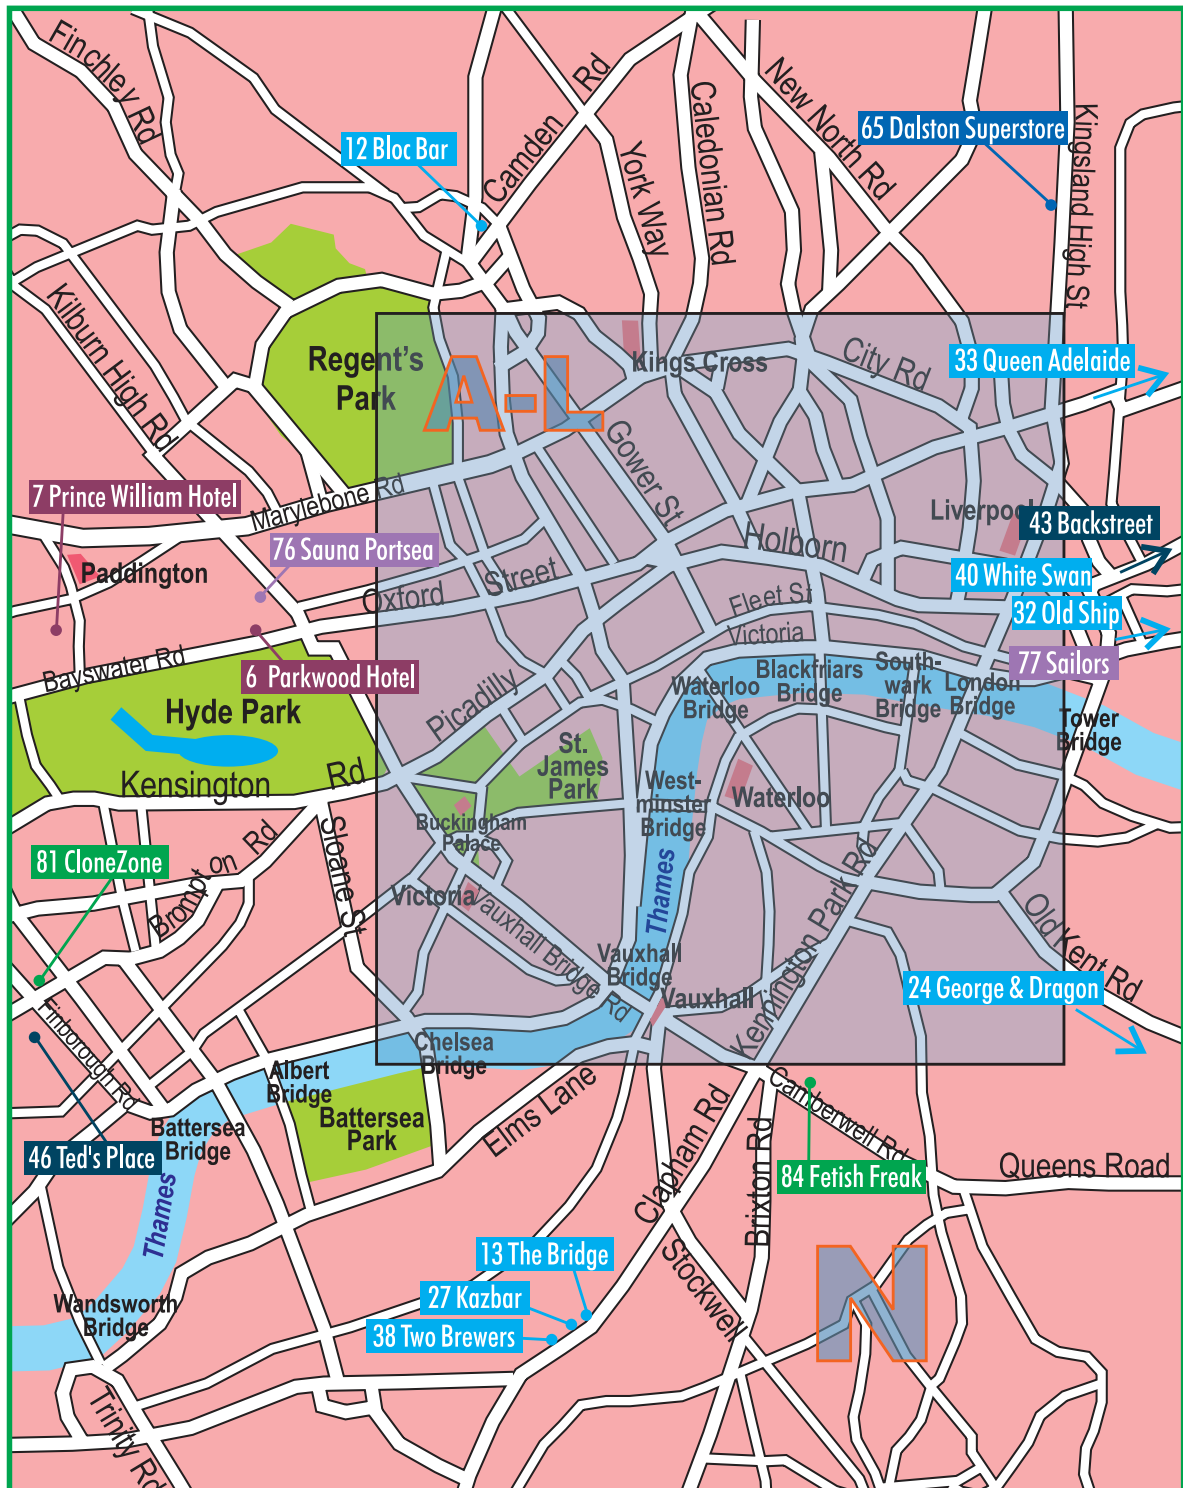 Finchley Rd
Camden Rd
York Way
Caledonian Rd
New North Rd
65 Dalston Superstore
Kingsland High St
12 Bloc Bar
Kilburn High Rd
Regent's
Park
A-L
Kings Cross
City Rd
33 Queen Adelaide
Gower St
7 Prince William Hotel
Marylebone Rd
Liverpool
43 Backstreet
76 Sauna Portsea
Holborn
Paddington
Oxford Street
40 White Swan
Fleet St
32 Old Ship
Victoria
Bayswater Rd
6 Parkwood Hotel
77 Sailors
Blackfriars
Bridge
South-
wark
Bridge
London
Bridge
Waterloo
Bridge
Tower
Bridge
Hyde Park
Picadilly
St.
James
Park
Kensington Rd
West-
minster
Bridge
Waterloo
Buckingham
Palace
81 CloneZone
Brompton Rd
Sloane St
Thames
Victoria
Vauxhall Bridge Rd
Kennington Park Rd
Old Kent Rd
Vauxhall
Bridge
Vauxhall
24 George & Dragon
Finborough Rd
Chelsea
Bridge
Albert
Bridge
Battersea
Park
Battersea
Bridge
Elms Lane
Clapham Rd
Camberwell Rd
Brixton Rd
46 Ted's Place
84 Fetish Freak
Queens Road
Thames
13 The Bridge
Stockwell
27 Kazbar
38 Two Brewers
N
Wandsworth
Bridge
Trinity Rd